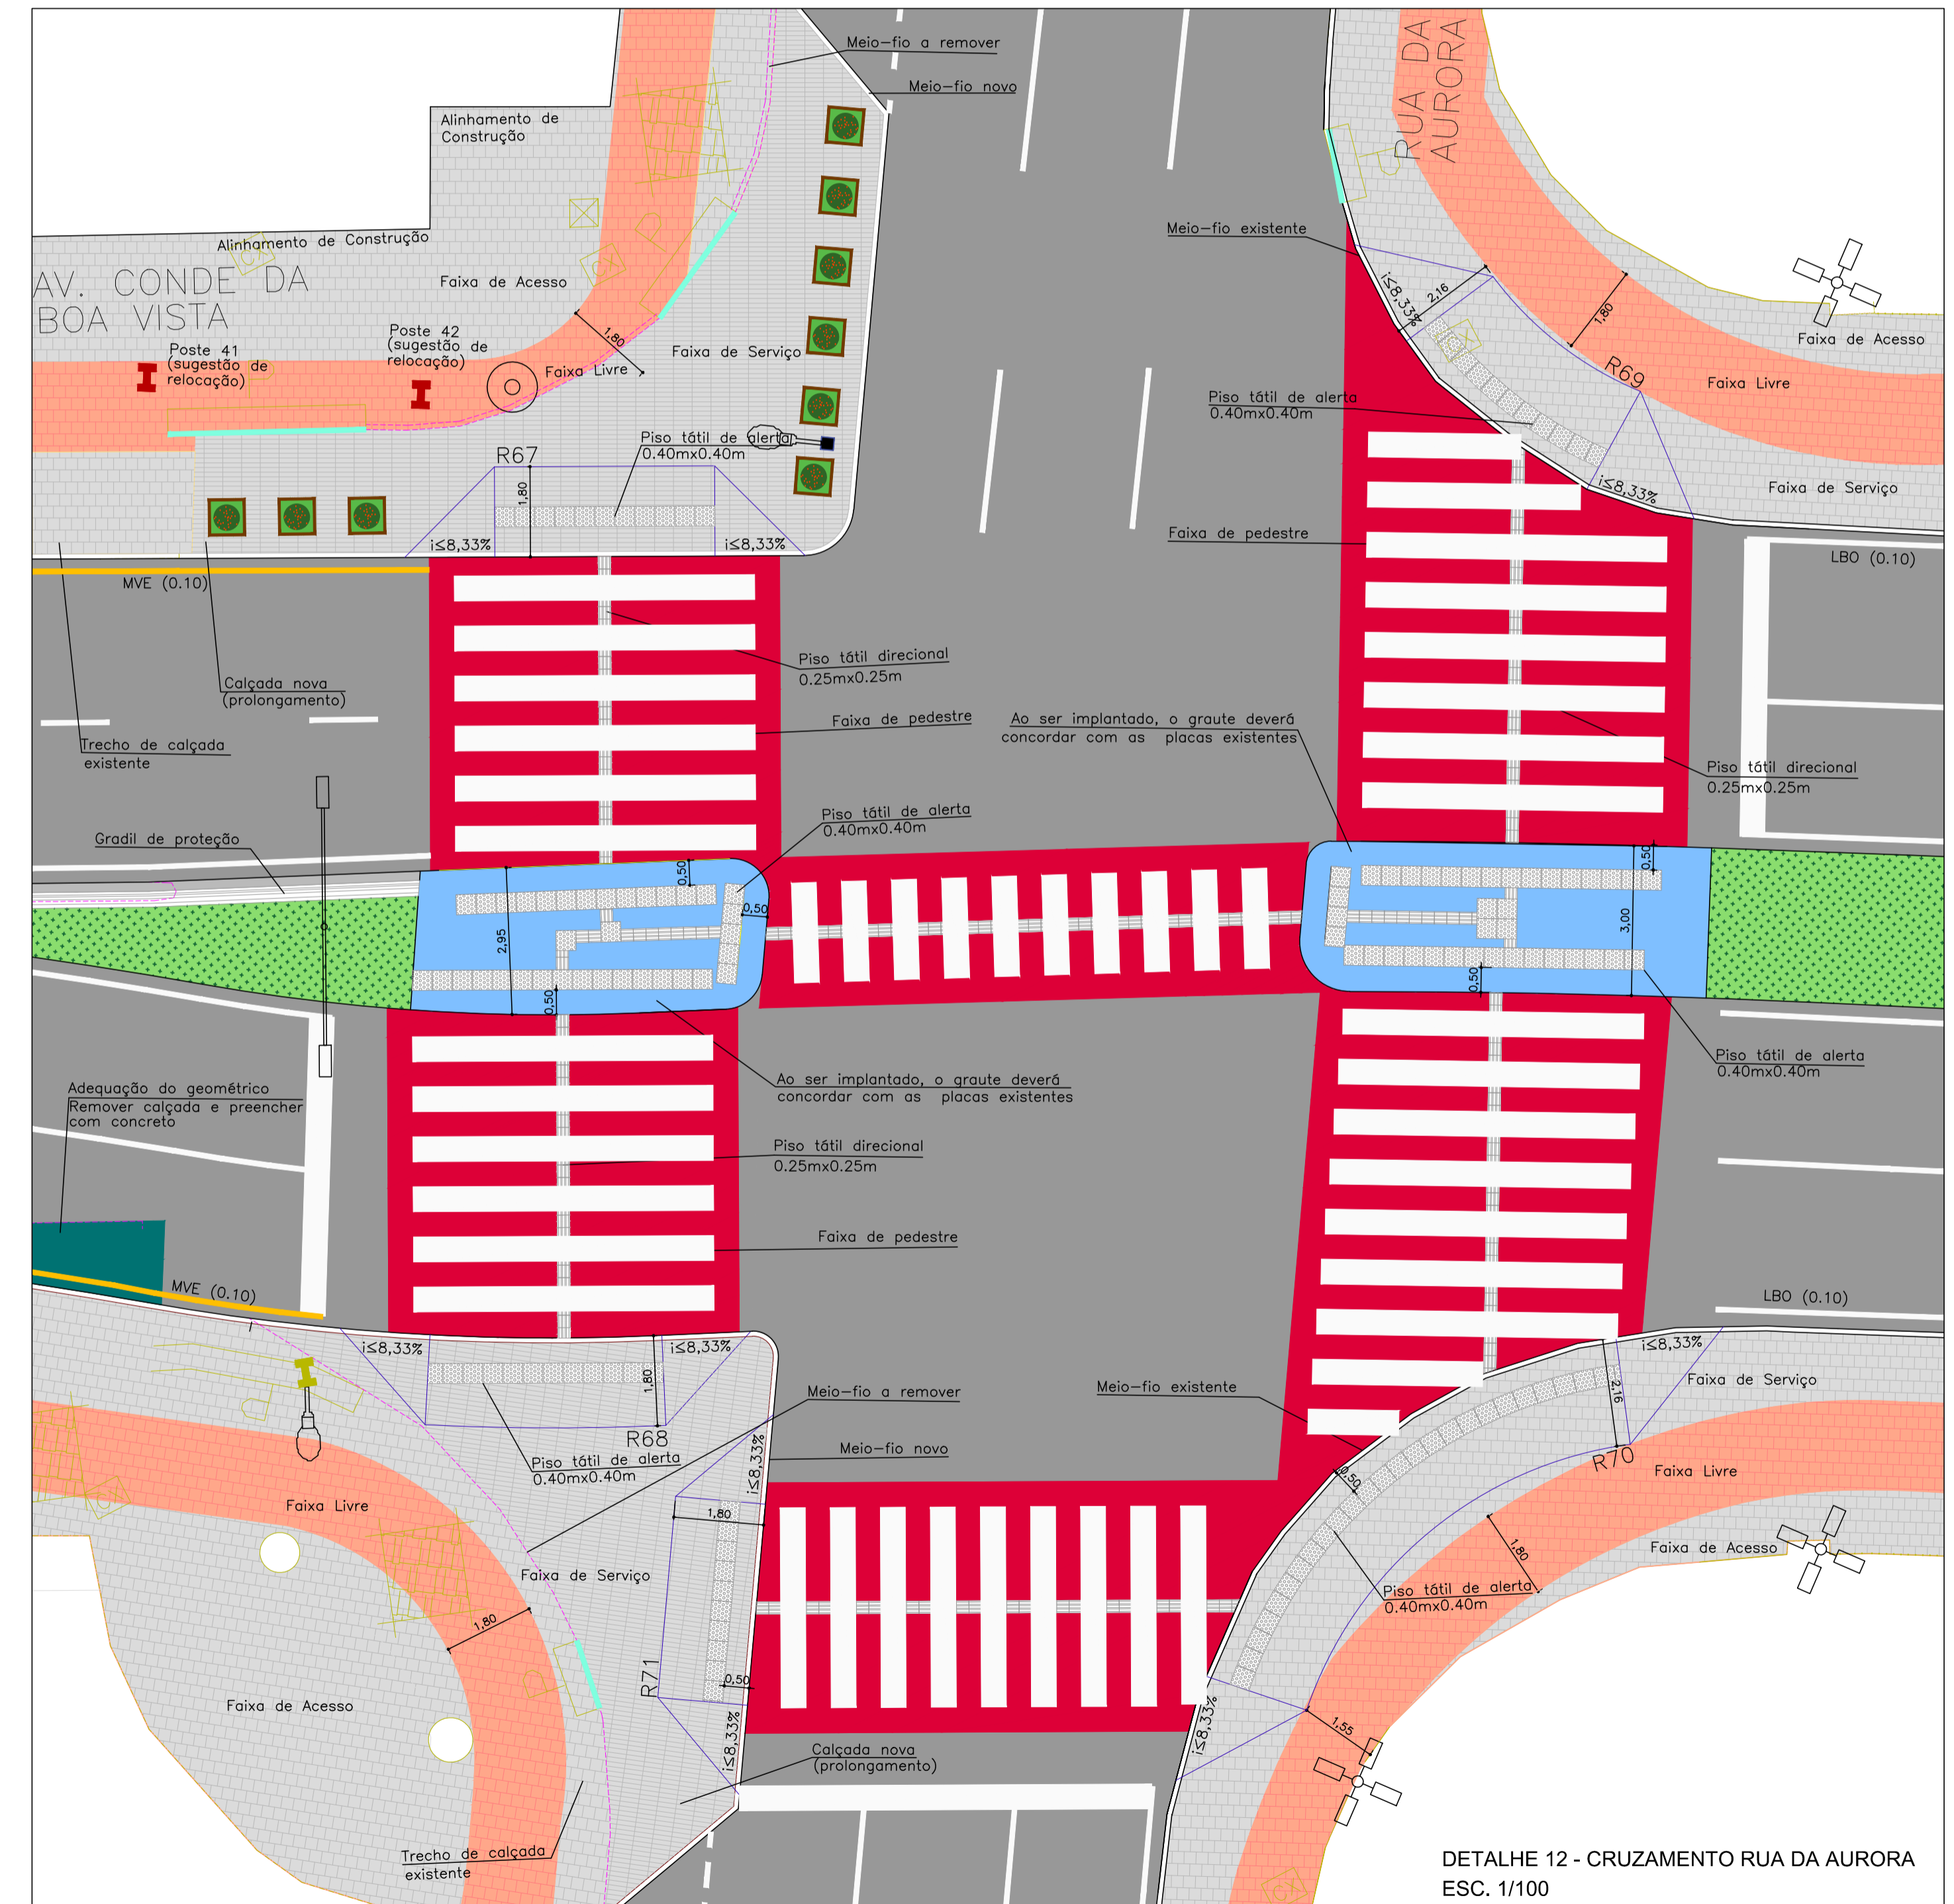 Meio-fio a remover
Meio-fio novo
RUA DA
AURORA
Alinhamento de
Construção
Alinhamento de Construção
CX
CX
D
P
AV. CONDE DA
BOA VISTA
Faixa de Acesso
Meio-fio existente
i≤8,33%
2,16
1,80
Faixa de Acesso
Poste 41
(sugestão de
relocação)
Poste 42
(sugestão de
relocação)
1,80
Faixa Livre
Faixa de Serviço
R69
Faixa Livre
Piso tátil de alerta
0.40mx0.40m
R67
Piso tátil de alerta
0.40mx0.40m
1,80
i≤8,33%
i≤8,33%
i≤8,33%
Faixa de Serviço
Faixa de pedestre
LBO (0.10)
MVE (0.10)
Piso tátil direcional
0.25mx0.25m
Calçada nova
(prolongamento)
Faixa de pedestre
Ao ser implantado, o graute deverá
concordar com as placas existentes
Trecho de calçada
existente
Piso tátil direcional
0.25mx0.25m
Gradil de proteção
Piso tátil de alerta
0.40mx0.40m
0,50
0,50
2,95
0,50
0,50
3,00
0,50
Piso tátil de alerta
0.40mx0.40m
Adequação do geométrico
Remover calçada e preencher
com concreto
Ao ser implantado, o graute deverá
concordar com as placas existentes
Piso tátil direcional
0.25mx0.25m
Faixa de pedestre
MVE (0.10)
LBO (0.10)
i≤8,33%
i≤8,33%
1,80
i≤8,33%
2,16
Faixa de Serviço
Meio-fio a remover
Meio-fio existente
R68
Meio-fio novo
Piso tátil de alerta
0.40mx0.40m
i≤8,33%
R70
Faixa Livre
0,50
Faixa Livre
1,80
1,80
Faixa de Acesso
Faixa de Serviço
Piso tátil de alerta
0.40mx0.40m
1,80
R71
0,50
Faixa de Acesso
i≤8,33%
i≤8,33%
1,55
Calçada nova
(prolongamento)
Trecho de calçada
existente
CX
DETALHE 12 - CRUZAMENTO RUA DA AURORA
ESC. 1/100